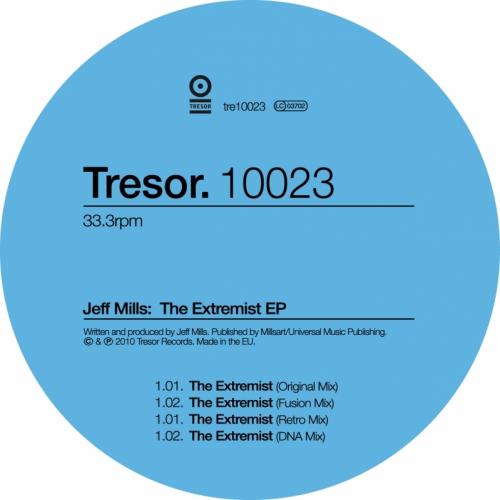 TRESOR
tre10023 LC 03702
Tresor. 10023
33.3rpm
Jeff Mills: The Extremist EP
Written and produced by Jeff Mills. Published by Millsart/Universal Music Publishing.
© & ℗ 2010 Tresor Records. Made in the EU.
1.01. The Extremist (Original Mix)
1.02. The Extremist (Fusion Mix)
1.01. The Extremist (Retro Mix)
1.02. The Extremist (DNA Mix)